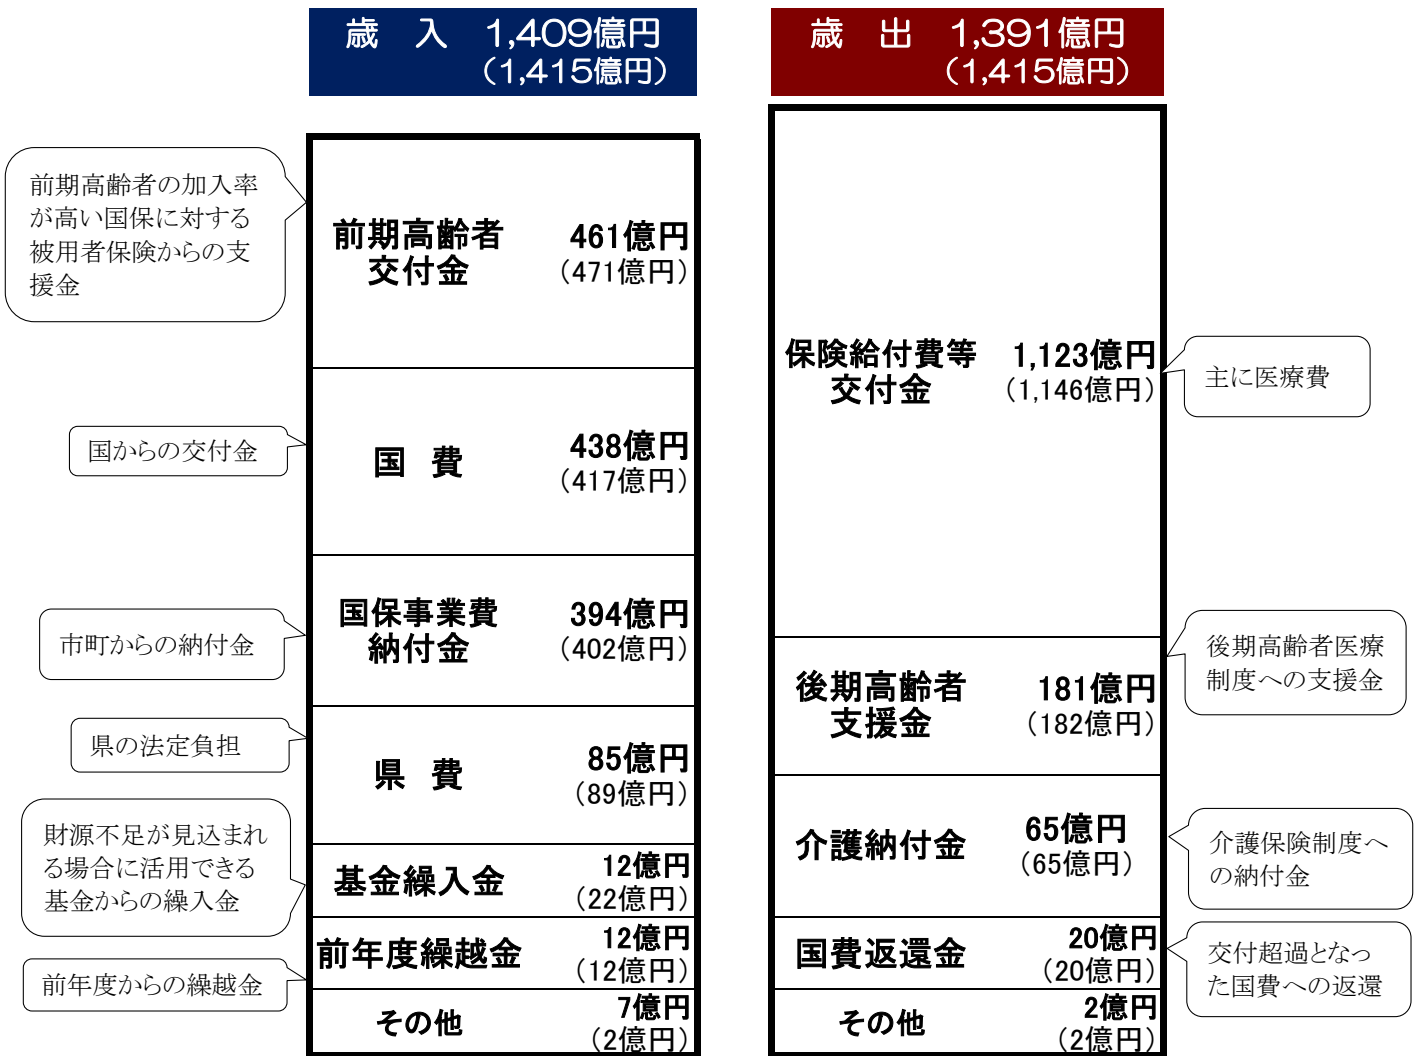 歳　入　1,409億円
（1,415億円）
前期高齢者の加入率
が高い国保に対する
被用者保険からの支
援金
前期高齢者
交付金
461億円
（471億円）
国からの交付金
国　費
438億円
（417億円）
市町からの納付金
国保事業費
納付金
394億円
（402億円）
県の法定負担
県　費
85億円
（89億円）
財源不足が見込まれ
る場合に活用できる
基金からの繰入金
基金繰入金
12億円
（22億円）
前年度からの繰越金
前年度繰越金
12億円
（12億円）
その他
7億円
（2億円）
歳　出　1,391億円
（1,415億円）
保険給付費等
交付金
1,123億円
（1,146億円）
主に医療費
後期高齢者
支援金
181億円
（182億円）
後期高齢者医療
制度への支援金
介護納付金
65億円
（65億円）
介護保険制度へ
の納付金
国費返還金
20億円
（20億円）
交付超過となっ
た国費への返還
その他
2億円
（2億円）